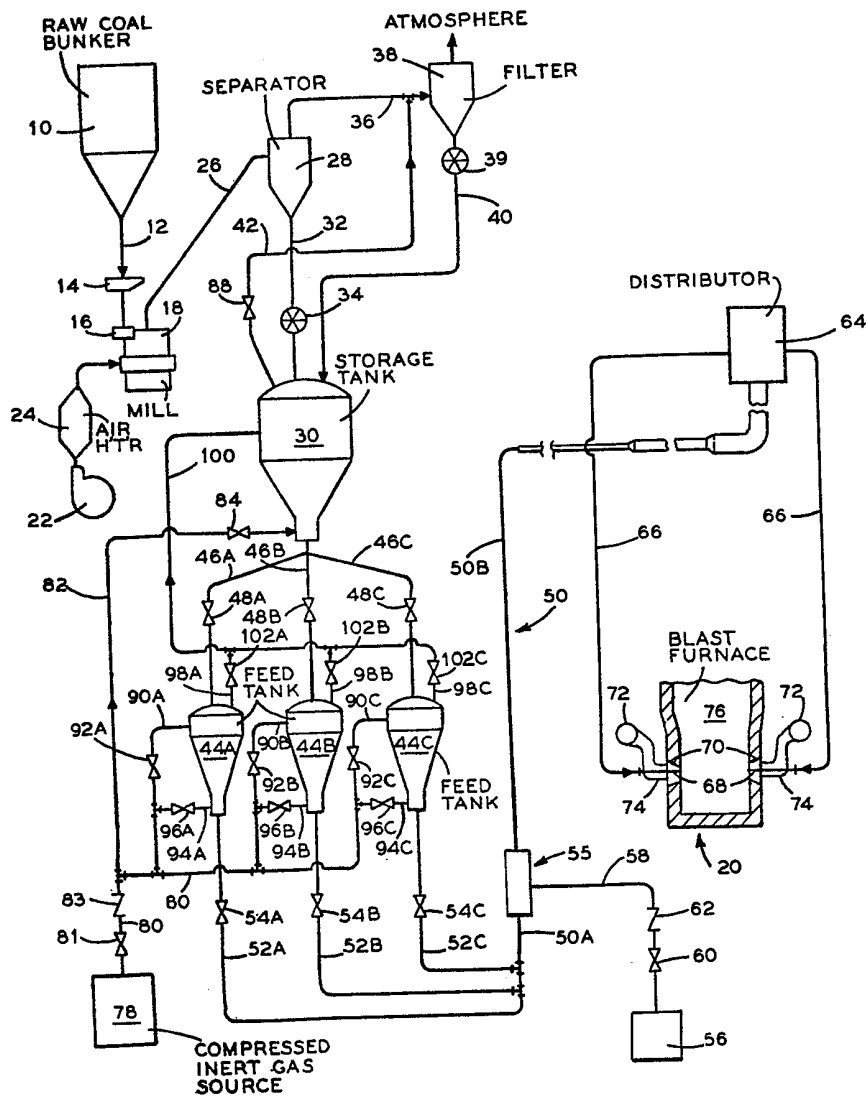 ATMOSPHERE
RAW COAL
BUNKER
38
FILTER
SEPARATOR
36
10
28
39
26
40
12
32
42
DISTRIBUTOR
14
88
34
64
16
18
STORAGE
TANK
MILL
24
AIR
HTR
30
100
22
84
46B
46C
66
66
46A
50B
82
48A
48B
48C
50
102A
102B
102C
BLAST
FURNACE
98A
FEED
TANK
98B
98C
90A
90C
72
76
72
92A
44A
90B
44B
44C
70
92B
92C
FEED
TANK
68
74
74
96A
96B
96C
94A
94B
94C
55
58
20
83
80
80
54A
54B
54C
62
81
52A
52B
52C
50A
60
78
56
COMPRESSED
INERT GAS
SOURCE